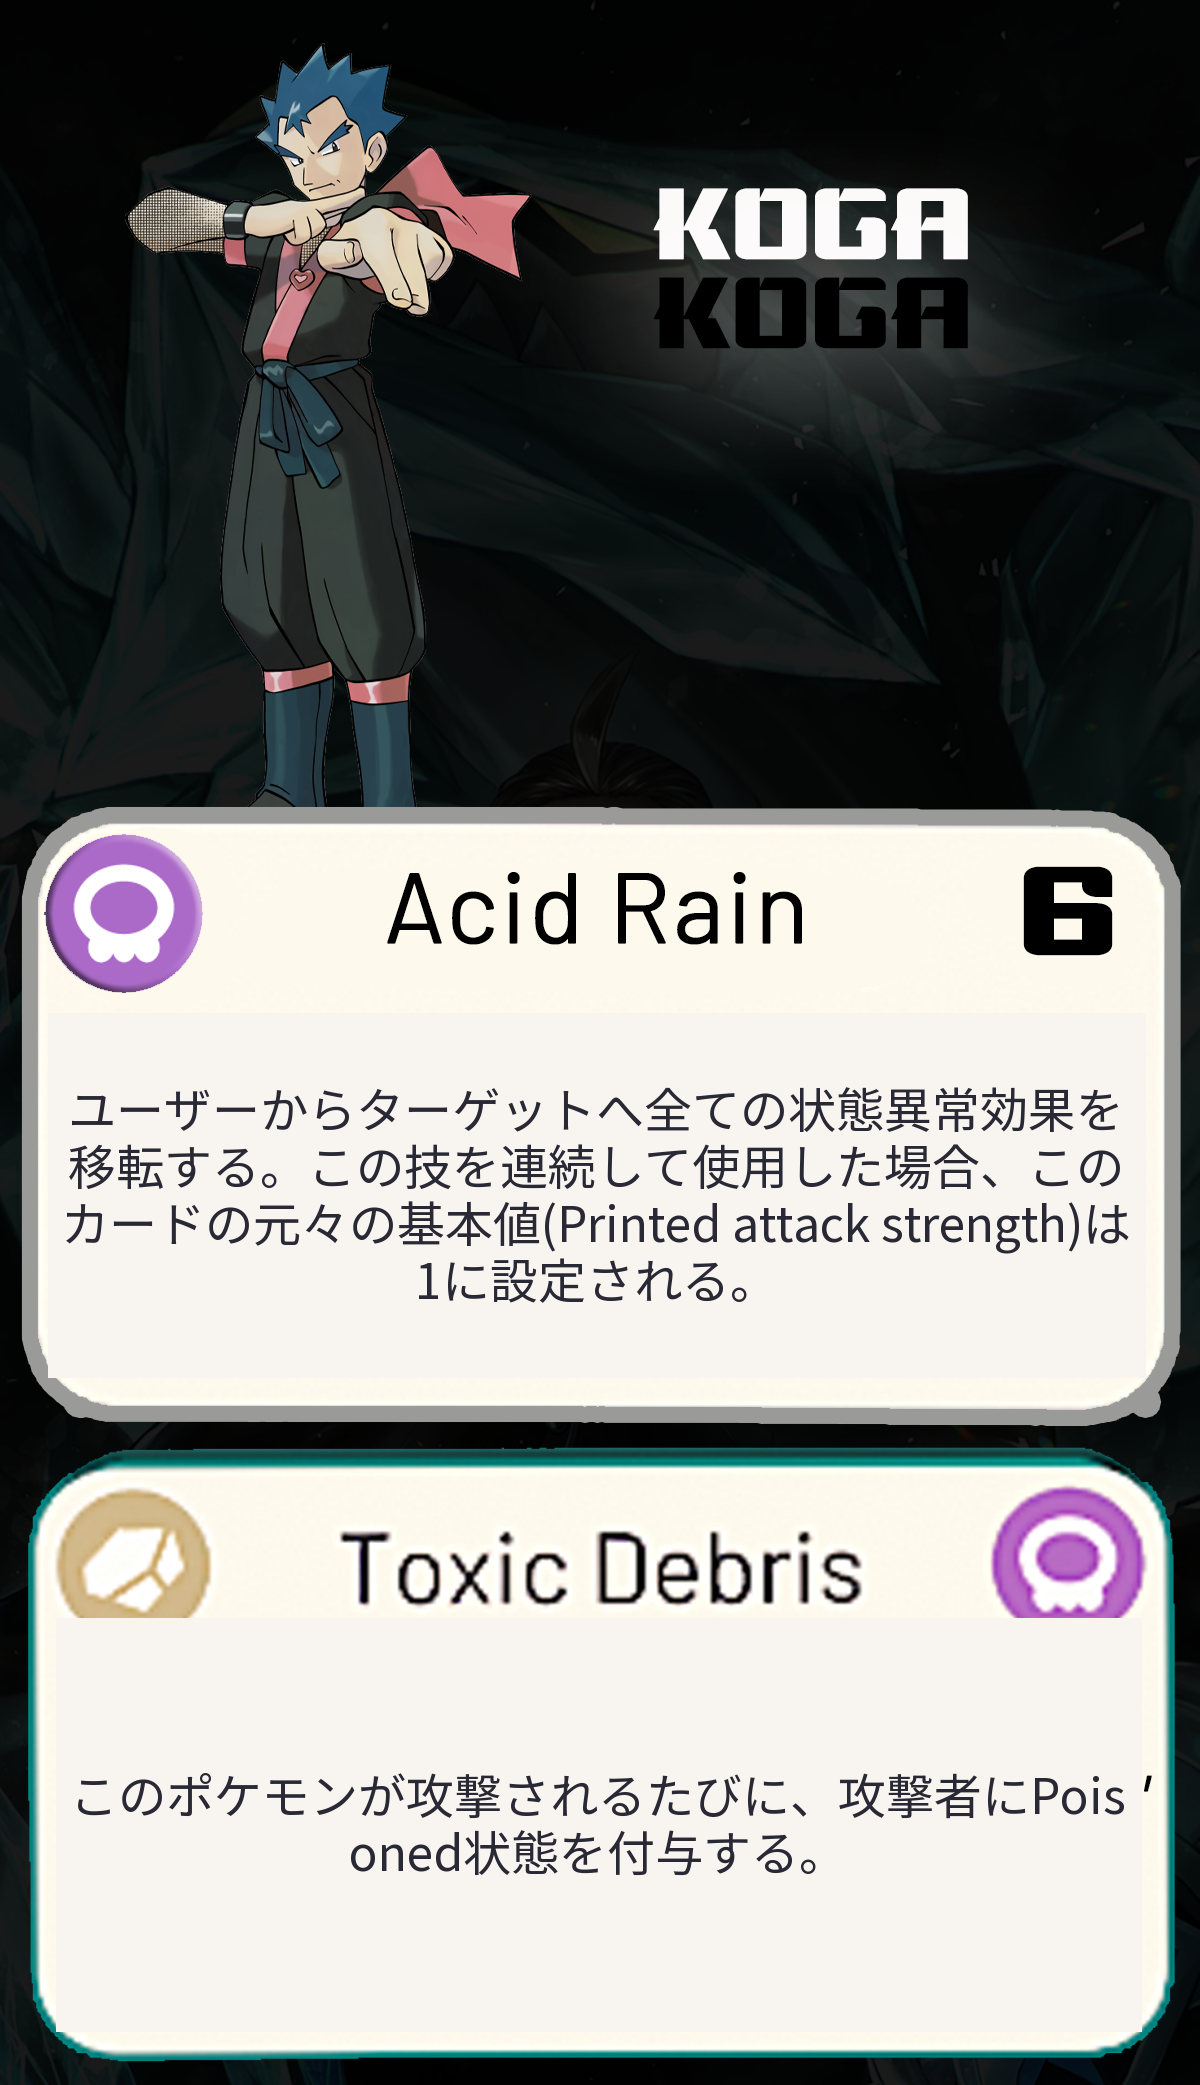 KOGA
KOGA
Acid Rain
6
ユーザーからターゲットへ全ての状態異常効果を
移転する。この技を連続して使用した場合、この
カードの元々の基本値(Printed attack strength)は
1に設定される。
Toxic Debris
このポケモンが攻撃されるたびに、攻撃者にPois
oned状態を付与する。